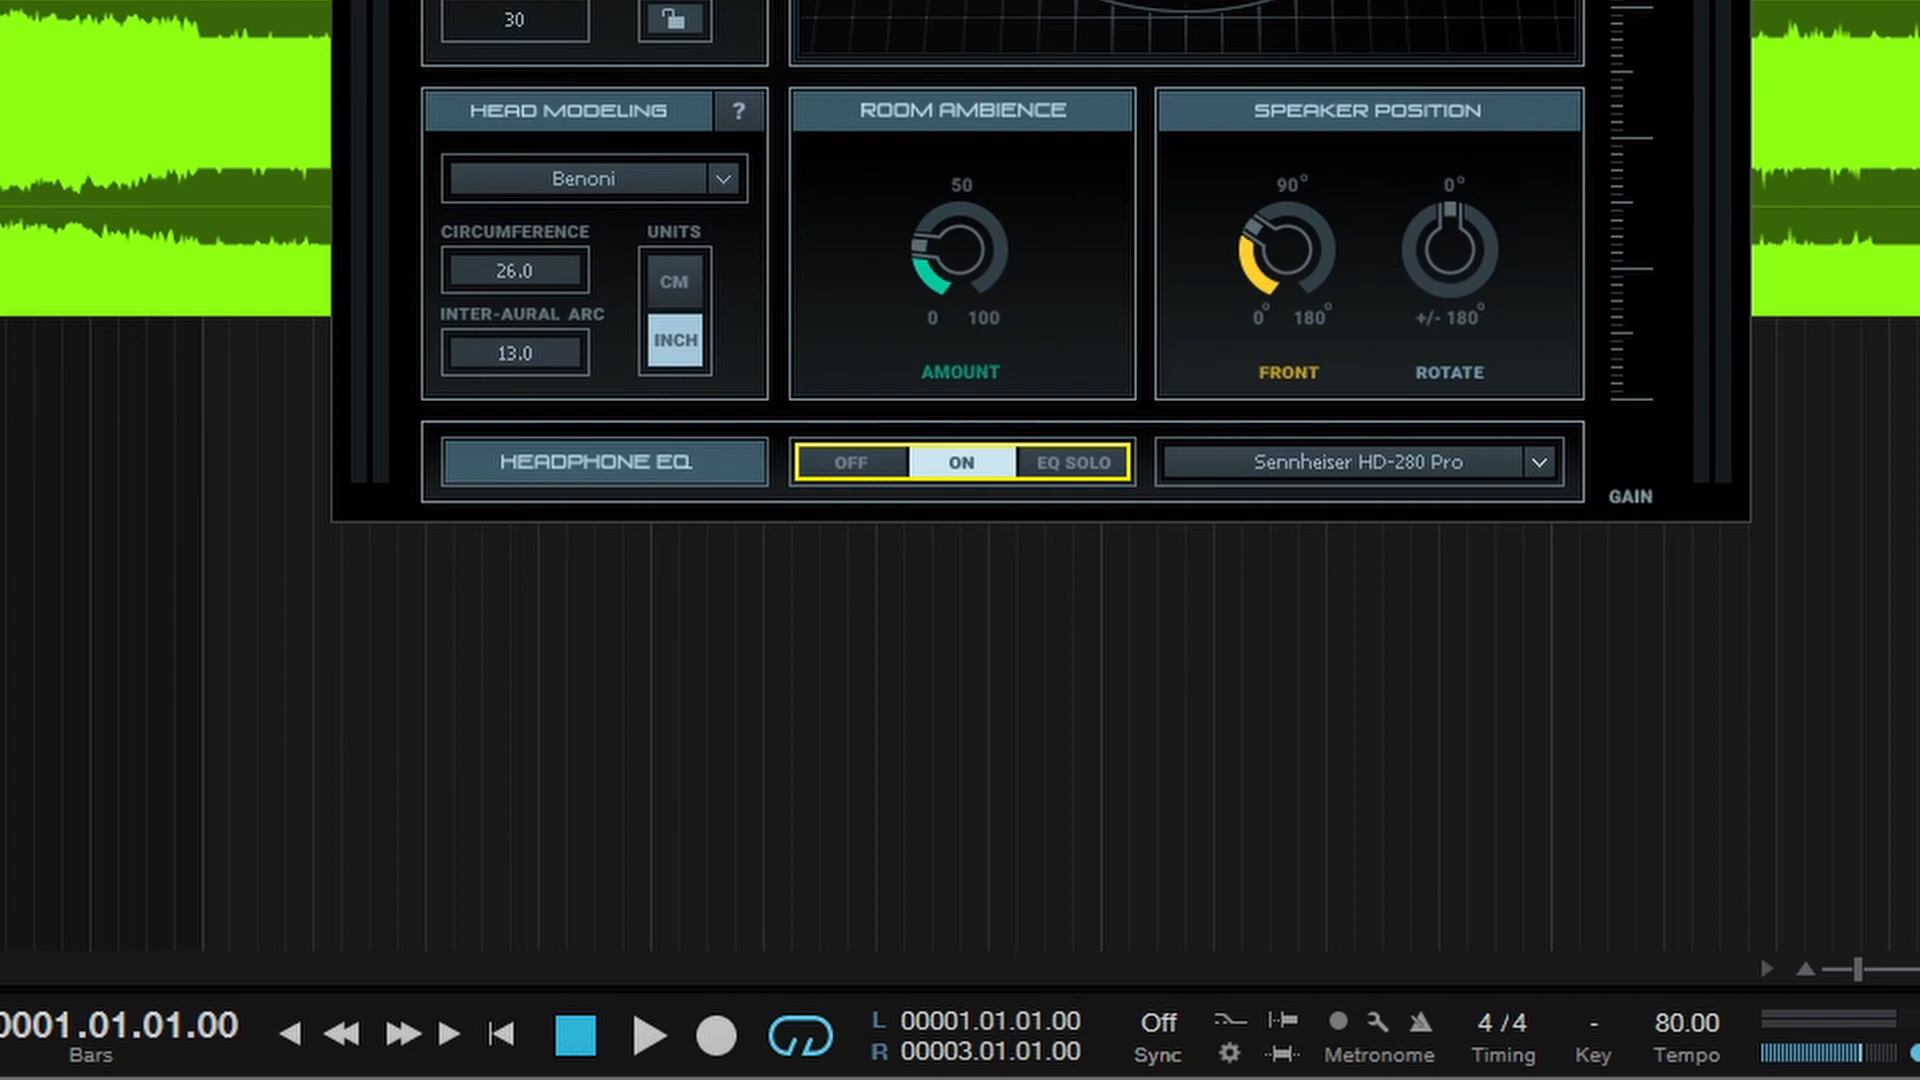 30
HEAD MODELING ?
ROOM AMBIENCE
SPEAKER POSITION
Benoni
50
90°
0°
CIRCUMFERENCE
UNITS
26.0
CM
INTER-AURAL ARC
INCH
13.0
0 100
0° 180°
+/- 180°
AMOUNT
FRONT
ROTATE
HEADPHONE EQ
OFF ON EQ SOLO
Sennheiser HD-280 Pro
GAIN
0001.01.01.00
Bars
L 00001.01.01.00
R 00003.01.01.00
Off
Sync
Metronome
4 / 4
Timing
-
Key
80.00
Tempo